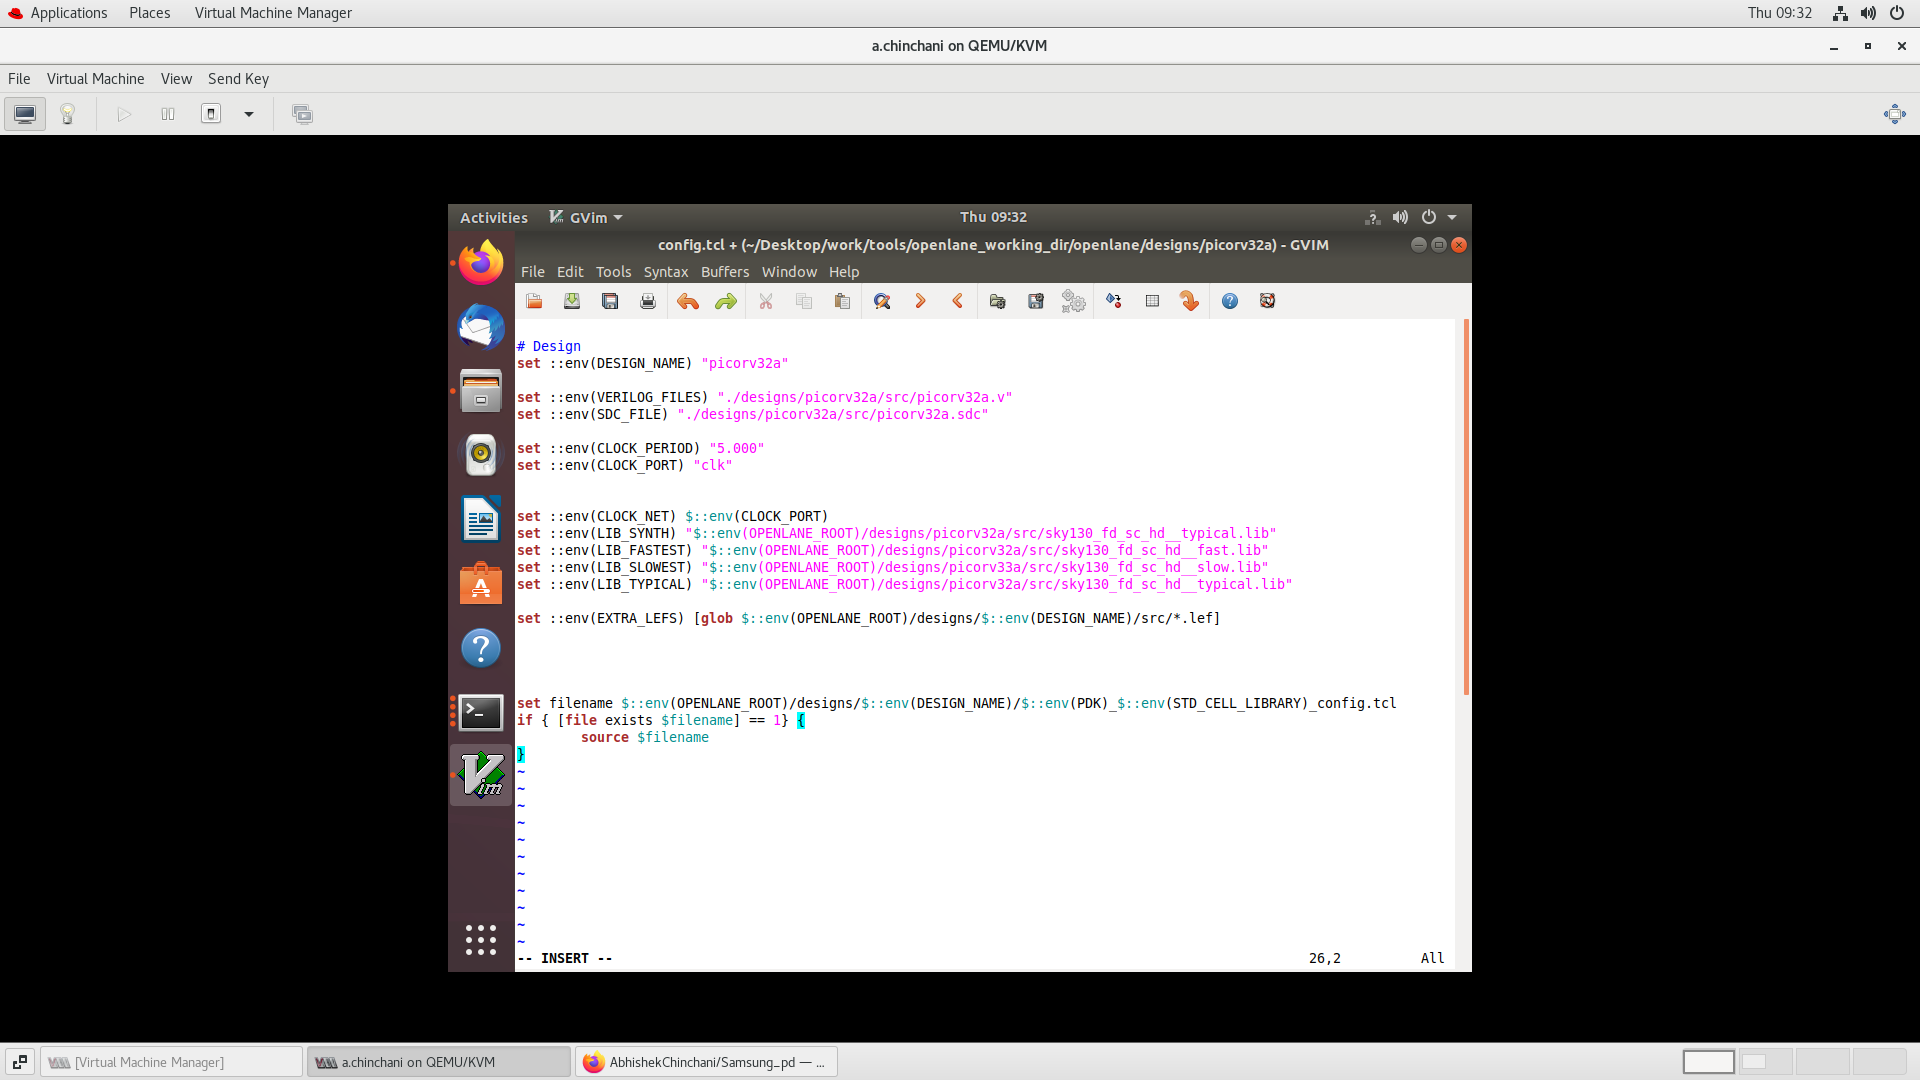 Applications Places Virtual Machine Manager Thu 09:32
a.chinchani on QEMU/KVM
File Virtual Machine View Send Key
Activities GVim Thu 09:32
config.tcl + (~/Desktop/work/tools/openlane_working_dir/openlane/designs/picorv32a) - GVIM
File Edit Tools Syntax Buffers Window Help
# Design
set ::env(DESIGN_NAME) "picorv32a"
set ::env(VERILOG_FILES) "./designs/picorv32a/src/picorv32a.v"
set ::env(SDC_FILE) "./designs/picorv32a/src/picorv32a.sdc"
set ::env(CLOCK_PERIOD) "5.000"
set ::env(CLOCK_PORT) "clk"
set ::env(CLOCK_NET) $::env(CLOCK_PORT)
set ::env(LIB_SYNTH) "$::env(OPENLANE_ROOT)/designs/picorv32a/src/sky130_fd_sc_hd__typical.lib"
set ::env(LIB_FASTEST) "$::env(OPENLANE_ROOT)/designs/picorv32a/src/sky130_fd_sc_hd__fast.lib"
set ::env(LIB_SLOWEST) "$::env(OPENLANE_ROOT)/designs/picorv33a/src/sky130_fd_sc_hd__slow.lib"
set ::env(LIB_TYPICAL) "$::env(OPENLANE_ROOT)/designs/picorv32a/src/sky130_fd_sc_hd__typical.lib"
set ::env(EXTRA_LEFS) [glob $::env(OPENLANE_ROOT)/designs/$::env(DESIGN_NAME)/src/*.lef]
set filename $::env(OPENLANE_ROOT)/designs/$::env(DESIGN_NAME)/$::env(PDK)_$::env(STD_CELL_LIBRARY)_config.tcl
if { [file exists $filename] == 1} {
source $filename
}
~
~
~
~
~
~
~
~
~
~
~
-- INSERT -- 26,2 All
[Virtual Machine Manager] a.chinchani on QEMU/KVM AbhishekChinchani/Samsung_pd — ...